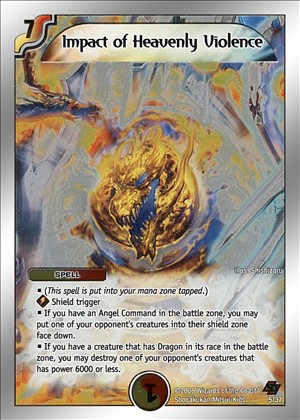 7
Impact of Heavenly Violence
illus. Shishizaru
SPELL
▪ (This spell is put into your mana zone tapped.)
Shield trigger
▪ If you have an Angel Command in the battle zone, you may
put one of your opponent's creatures into their shield zone
face down.
▪ If you have a creature that has Dragon in its race in the battle
zone, you may destroy one of your opponent's creatures that
has power 6000 or less.
1
©2008 Wizards of the Coast
Shogakukan Mitsui-Kids
5/37